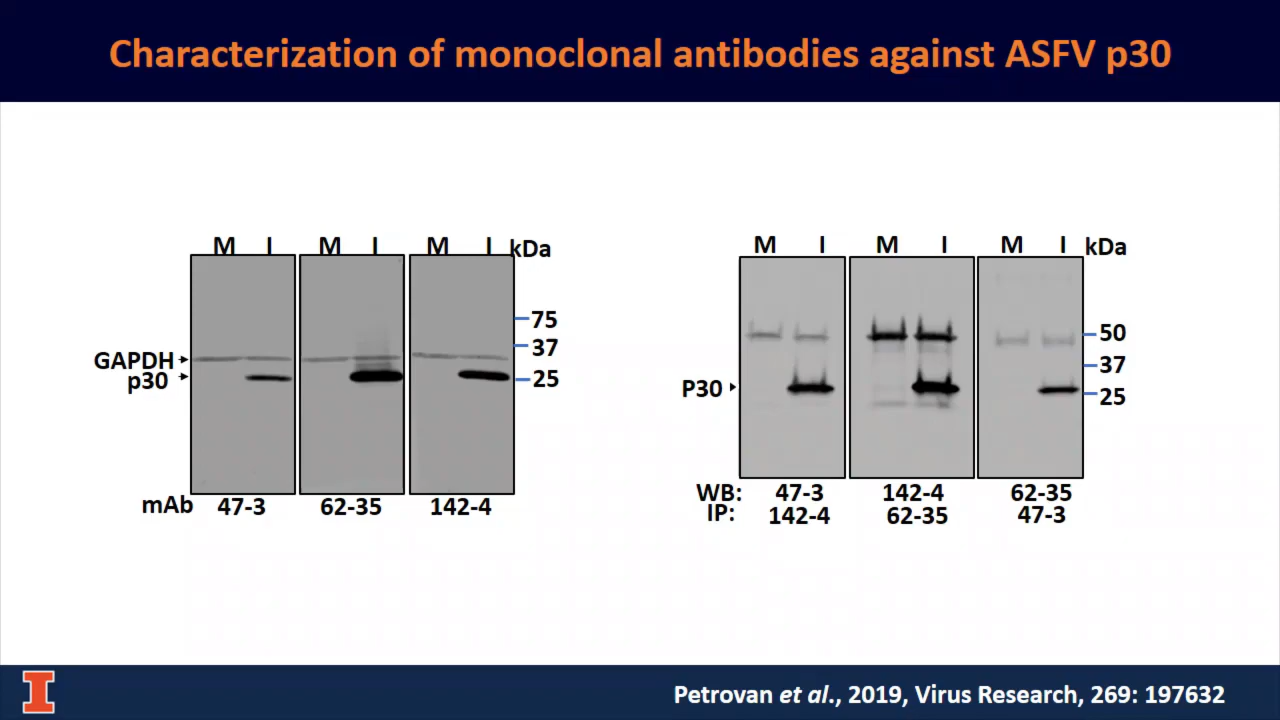 Characterization of monoclonal antibodies against ASFV p30
M I M I M I kDa
75
37
25
GAPDH
p30
mAb 47-3 62-35 142-4
M I M I M I kDa
50
37
25
P30
WB: 47-3 142-4 62-35
IP: 142-4 62-35 47-3
I
Petrovan et al., 2019, Virus Research, 269: 197632